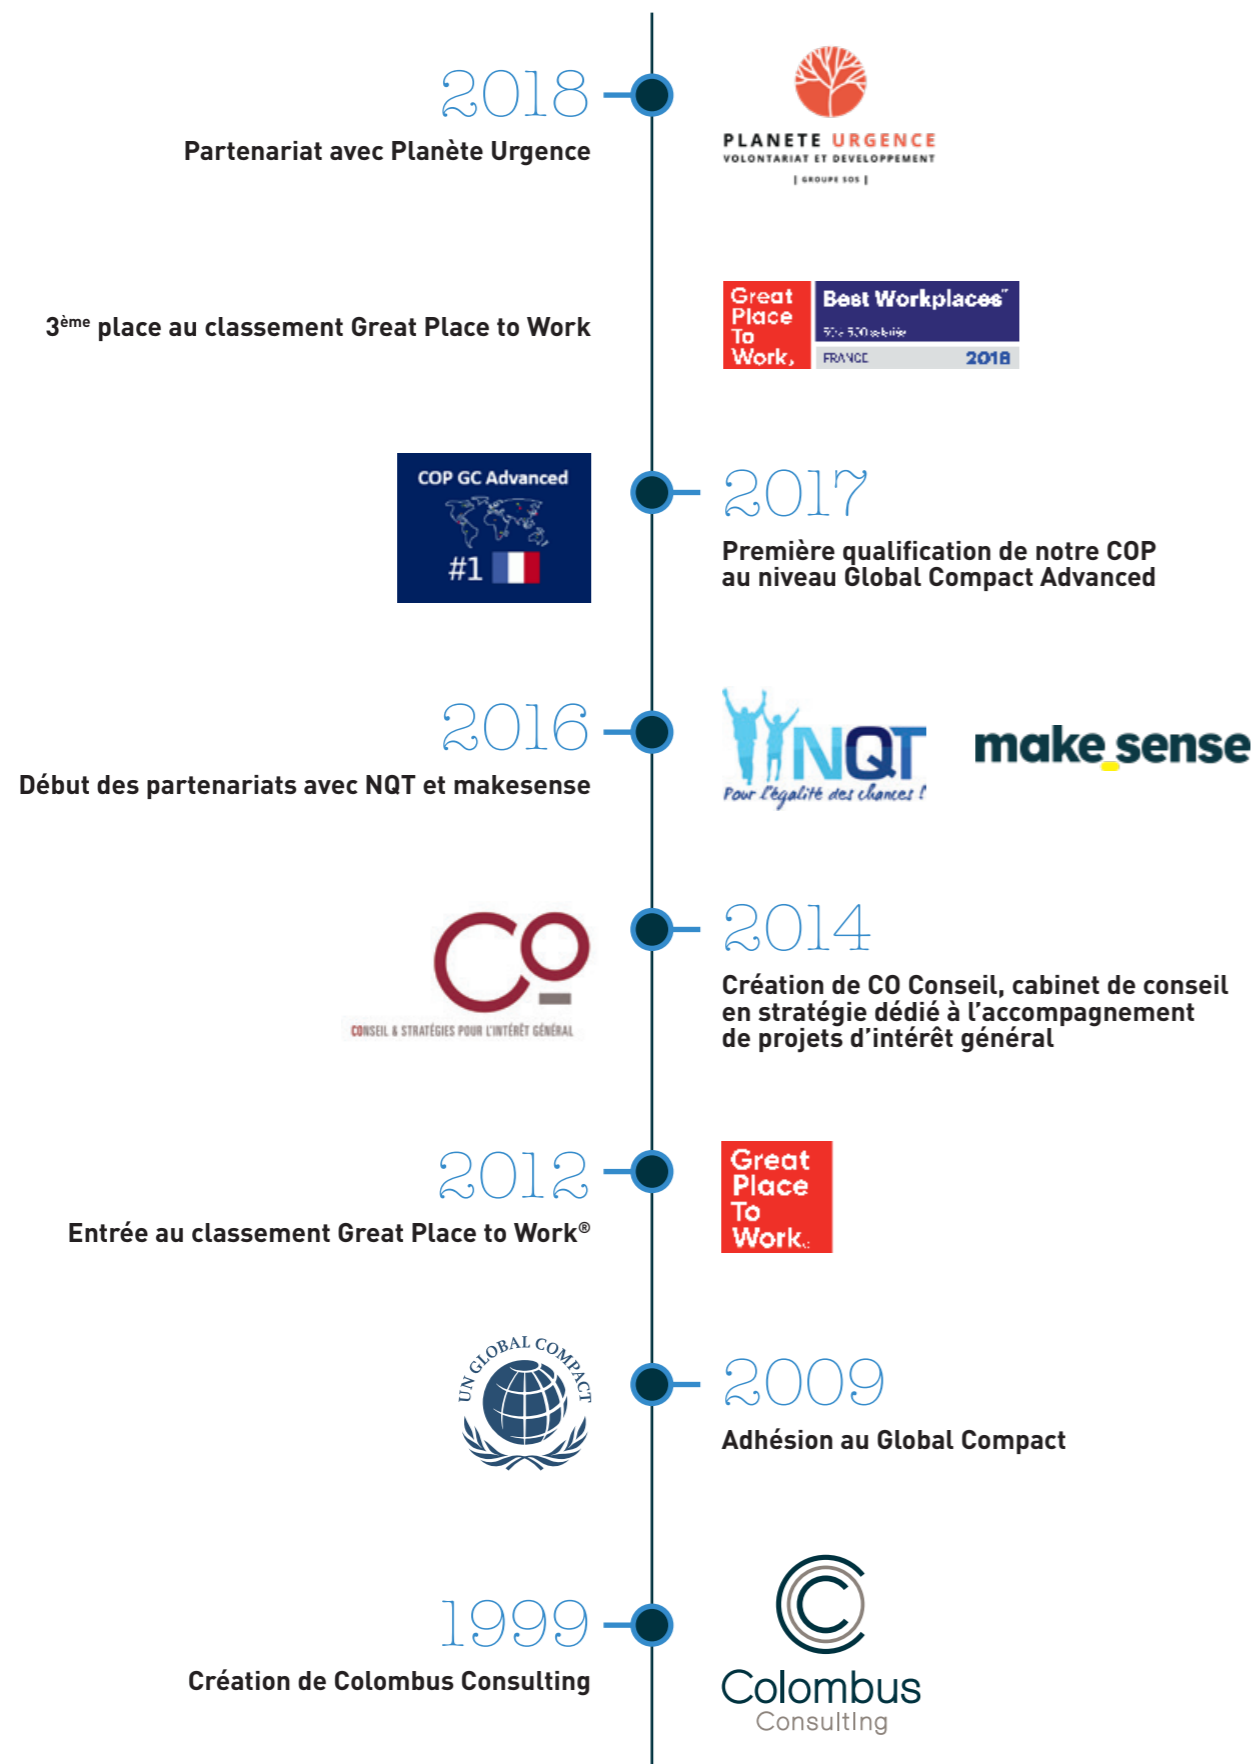 2018
Partenariat avec Planète Urgence
PLANETE URGENCE
VOLONTARIAT ET DEVELOPPEMENT
| GROUPE SOS |
3ème place au classement Great Place to Work
Great
Place
To
Work
Best Workplaces™
FRANCE 2018
COP GC Advanced
#1
2017
Première qualification de notre COP
au niveau Global Compact Advanced
2016
Début des partenariats avec NQT et makesense
NQT
Pour l'égalité des chances !
make_sense
CO
CONSEIL & STRATÉGIES POUR L'INTÉRÊT GÉNÉRAL
2014
Création de CO Conseil, cabinet de conseil
en stratégie dédié à l’accompagnement
de projets d’intérêt général
2012
Entrée au classement Great Place to Work®
Great
Place
To
Work.
UN GLOBAL COMPACT
2009
Adhésion au Global Compact
1999
Création de Colombus Consulting
Colombus
Consulting